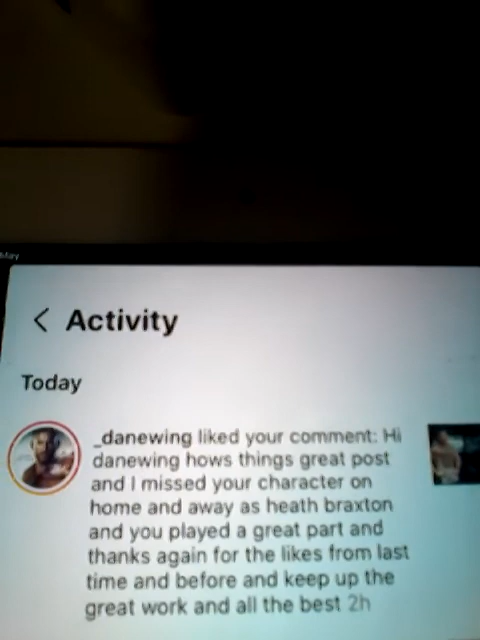 May
Activity
Today
_danewing liked your comment: Hi
danewing hows things great post
and I missed your character on
home and away as heath braxton
and you played a great part and
thanks again for the likes from last
time and before and keep up the
great work and all the best 2h